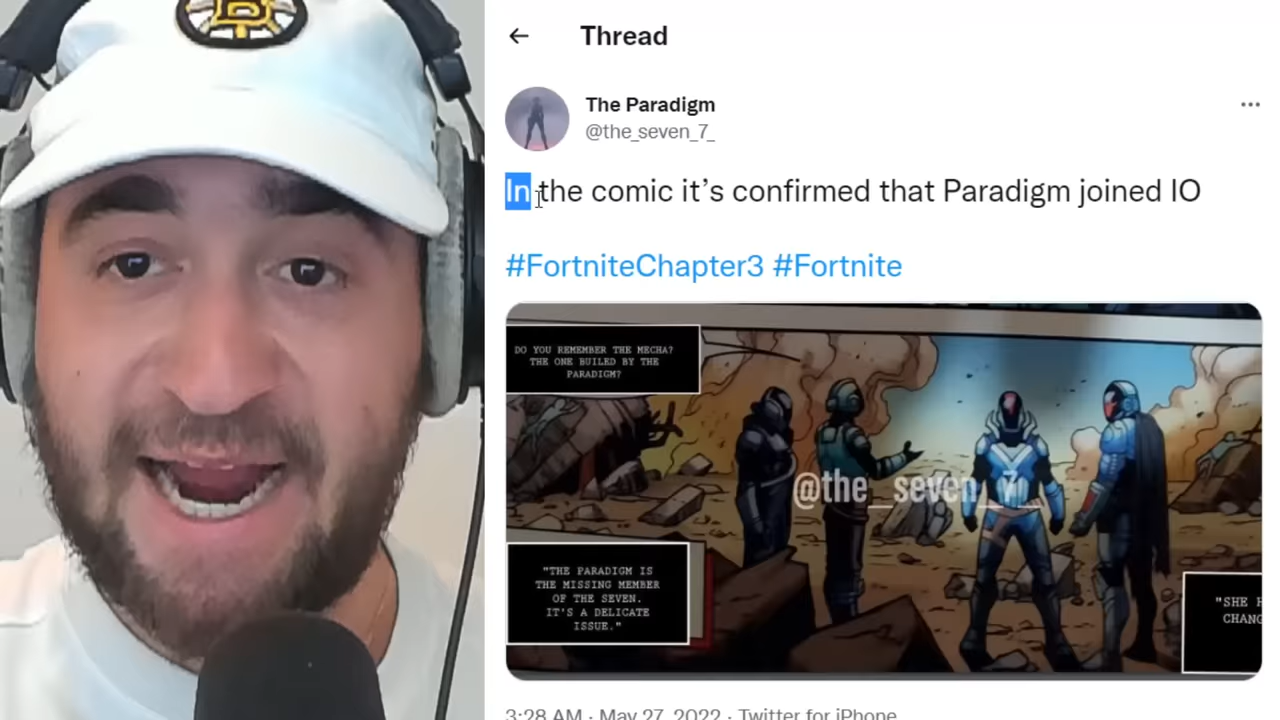 B
Thread
The Paradigm
@the_seven_7_
In the comic it’s confirmed that Paradigm joined IO
#FortniteChapter3 #Fortnite
DO YOU REMEMBER THE MECHA?
THE ONE BUILED BY THE
PARADIGM?
@the_seven_7_
"THE PARADIGM IS
THE MISSING MEMBER
OF THE SEVEN.
IT'S A DELICATE
ISSUE."
"SHE
CHANG
3:28 AM · May 27, 2022 · Twitter for iPhone